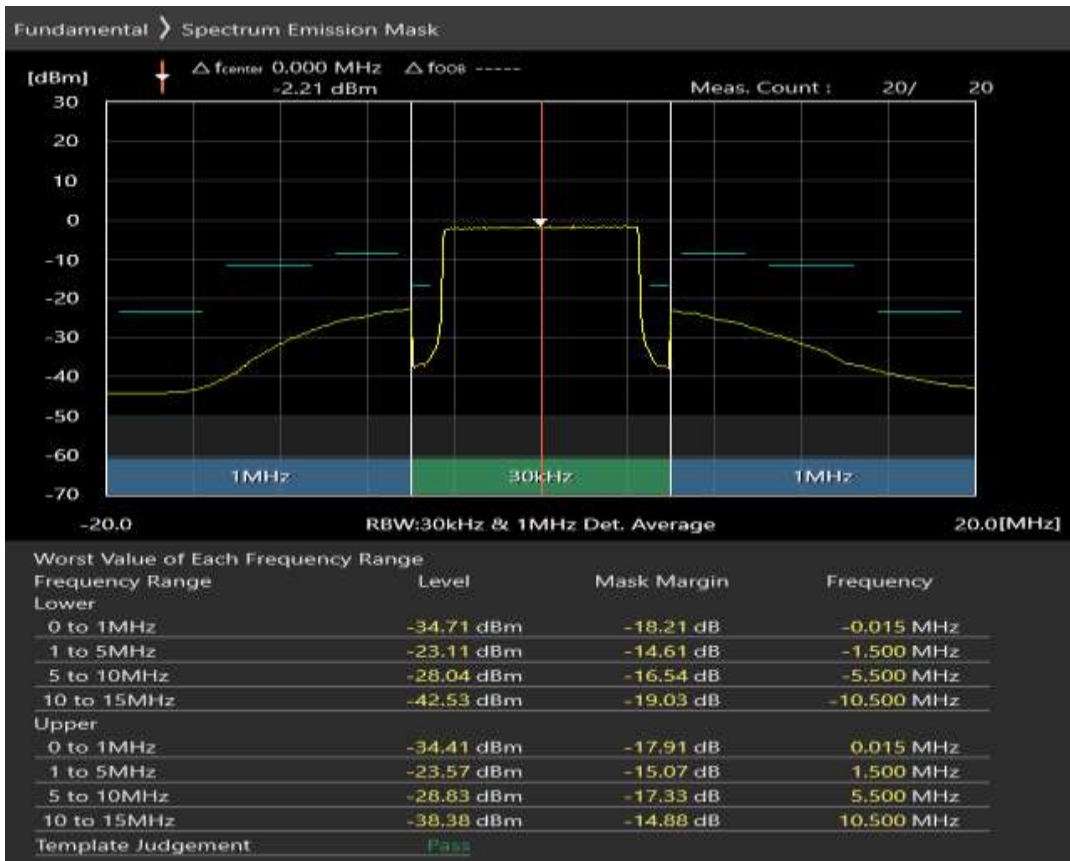 Fundamental 〉 Spectrum Emission Mask
[dBm]
△ fcenter 0.000 MHz △ fOOB -----
-2.21 dBm
Meas. Count : 20/ 20
30
20
10
0
-10
-20
-30
-40
-50
-60
-70
1MHz 30kHz 1MHz
-20.0 RBW:30kHz & 1MHz Det. Average 20.0[MHz]
Worst Value of Each Frequency Range
Frequency Range Level Mask Margin Frequency
Lower
0 to 1MHz -34.71 dBm -18.21 dB -0.015 MHz
1 to 5MHz -23.11 dBm -14.61 dB -1.500 MHz
5 to 10MHz -28.04 dBm -16.54 dB -5.500 MHz
10 to 15MHz -42.53 dBm -19.03 dB -10.500 MHz
Upper
0 to 1MHz -34.41 dBm -17.91 dB 0.015 MHz
1 to 5MHz -23.57 dBm -15.07 dB 1.500 MHz
5 to 10MHz -28.83 dBm -17.33 dB 5.500 MHz
10 to 15MHz -38.38 dBm -14.88 dB 10.500 MHz
Template Judgement Pass